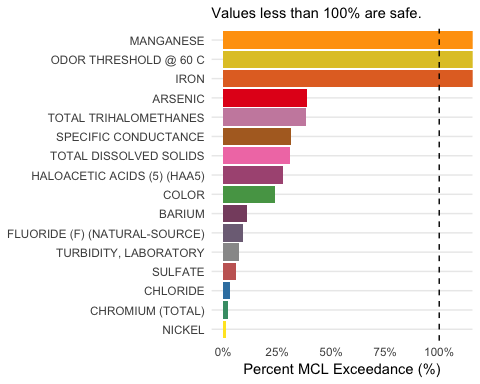 Values less than 100% are safe.
MANGANESE
ODOR THRESHOLD @ 60 C
IRON
ARSENIC
TOTAL TRIHALOMETHANES
SPECIFIC CONDUCTANCE
TOTAL DISSOLVED SOLIDS
HALOACETIC ACIDS (5) (HAA5)
COLOR
BARIUM
FLUORIDE (F) (NATURAL-SOURCE)
TURBIDITY, LABORATORY
SULFATE
CHLORIDE
CHROMIUM (TOTAL)
NICKEL
0% 25% 50% 75% 100%
Percent MCL Exceedance (%)